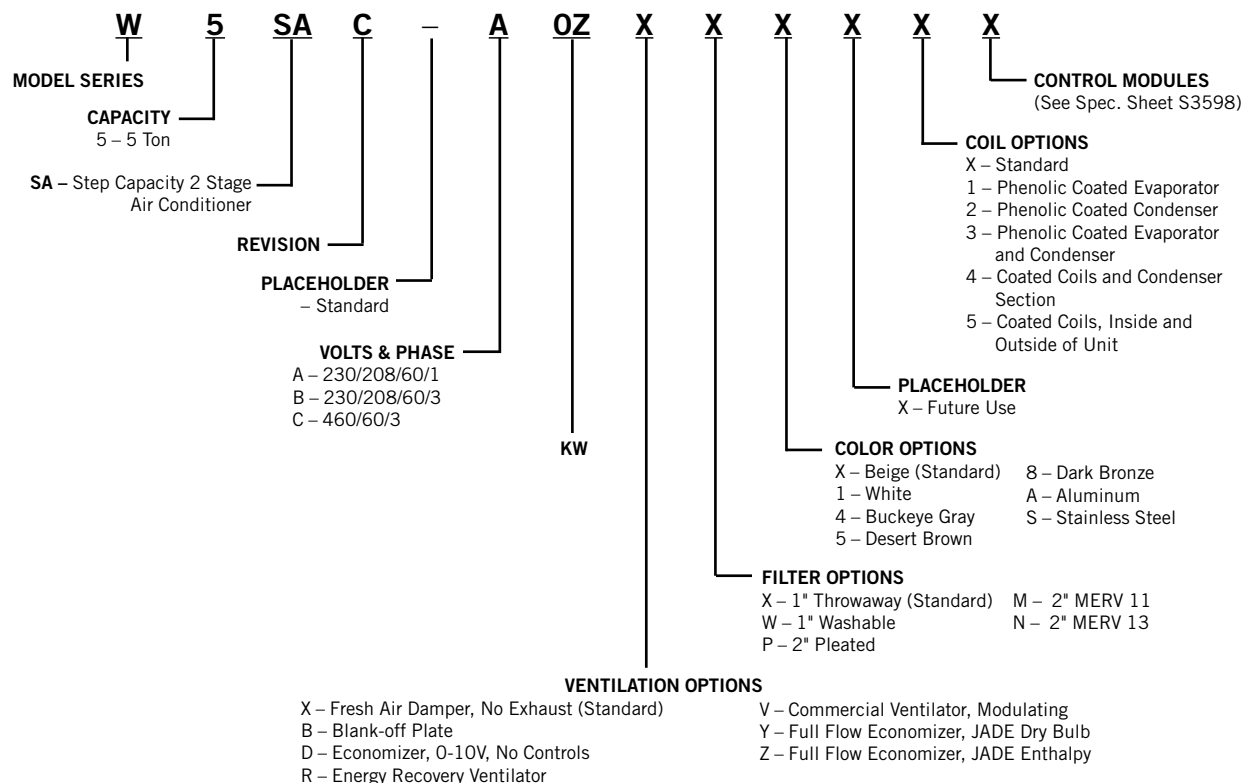 W 5 SA C – A 0Z X X X X X X
MODEL SERIES
CAPACITY
5 – 5 Ton
SA – Step Capacity 2 Stage
Air Conditioner
REVISION
PLACEHOLDER
– Standard
VOLTS & PHASE
A – 230/208/60/1
B – 230/208/60/3
C – 460/60/3
KW
VENTILATION OPTIONS
X – Fresh Air Damper, No Exhaust (Standard)
B – Blank-off Plate
D – Economizer, 0-10V, No Controls
R – Energy Recovery Ventilator
V – Commercial Ventilator, Modulating
Y – Full Flow Economizer, JADE Dry Bulb
Z – Full Flow Economizer, JADE Enthalpy
FILTER OPTIONS
X – 1" Throwaway (Standard)
W – 1" Washable
P – 2" Pleated
M – 2" MERV 11
N – 2" MERV 13
COLOR OPTIONS
X – Beige (Standard)
1 – White
4 – Buckeye Gray
5 – Desert Brown
8 – Dark Bronze
A – Aluminum
S – Stainless Steel
PLACEHOLDER
X – Future Use
COIL OPTIONS
X – Standard
1 – Phenolic Coated Evaporator
2 – Phenolic Coated Condenser
3 – Phenolic Coated Evaporator
and Condenser
4 – Coated Coils and Condenser
Section
5 – Coated Coils, Inside and
Outside of Unit
CONTROL MODULES
(See Spec. Sheet S3598)